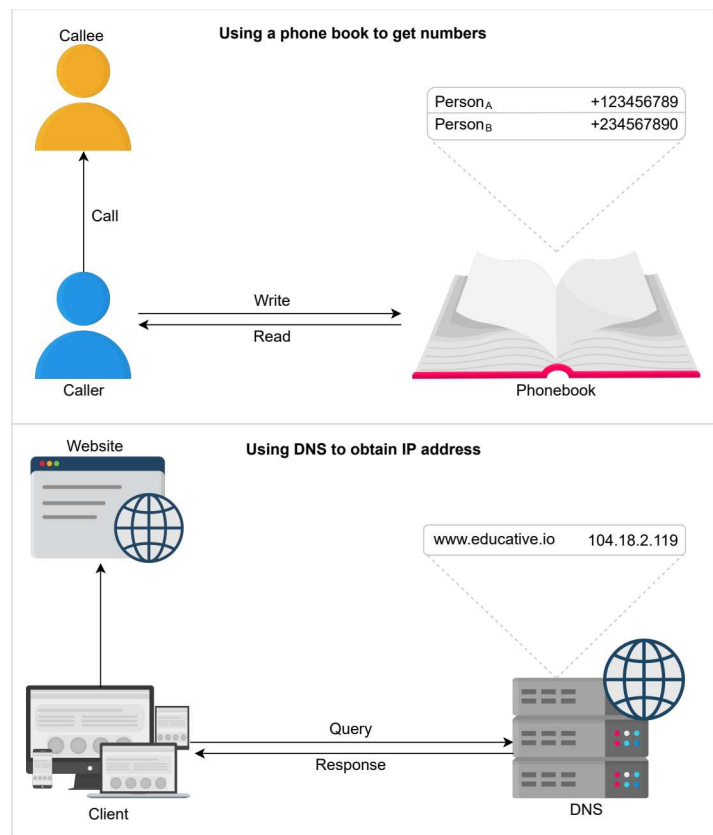 Callee
Using a phone book to get numbers
PersonA +123456789
PersonB +234567890
Call
Write
Read
Caller
Phonebook
Website
Using DNS to obtain IP address
www.educative.io 104.18.2.119
Query
Response
Client
DNS